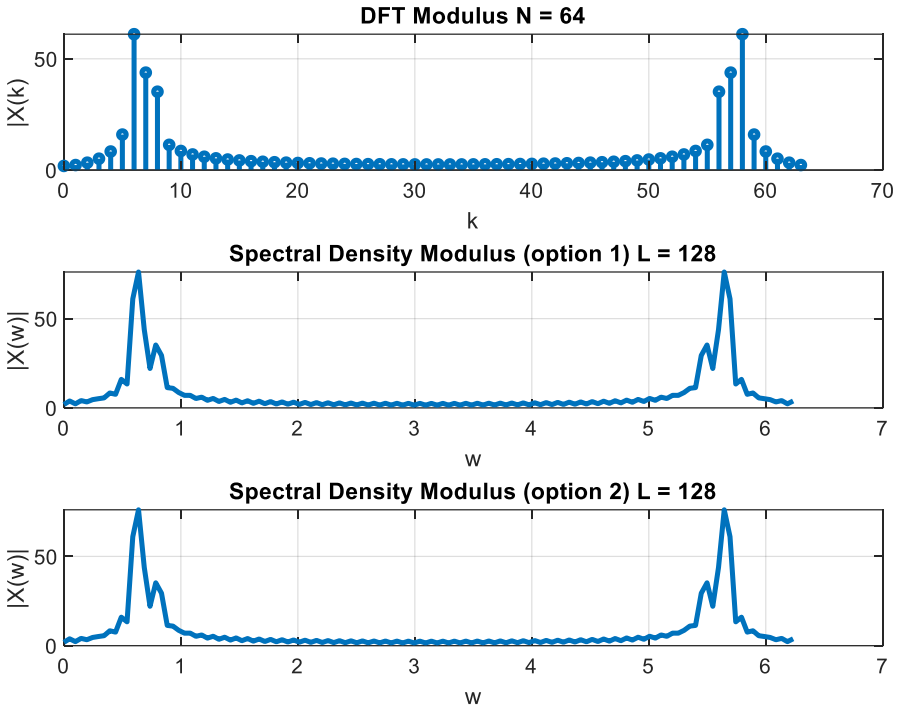 DFT Modulus N = 64
|X(k)
50
0
0 10 20 30 40 50 60 70
k
Spectral Density Modulus (option 1) L = 128
|X(w)|
50
0
0 1 2 3 4 5 6 7
w
Spectral Density Modulus (option 2) L = 128
|X(w)|
50
0
0 1 2 3 4 5 6 7
w